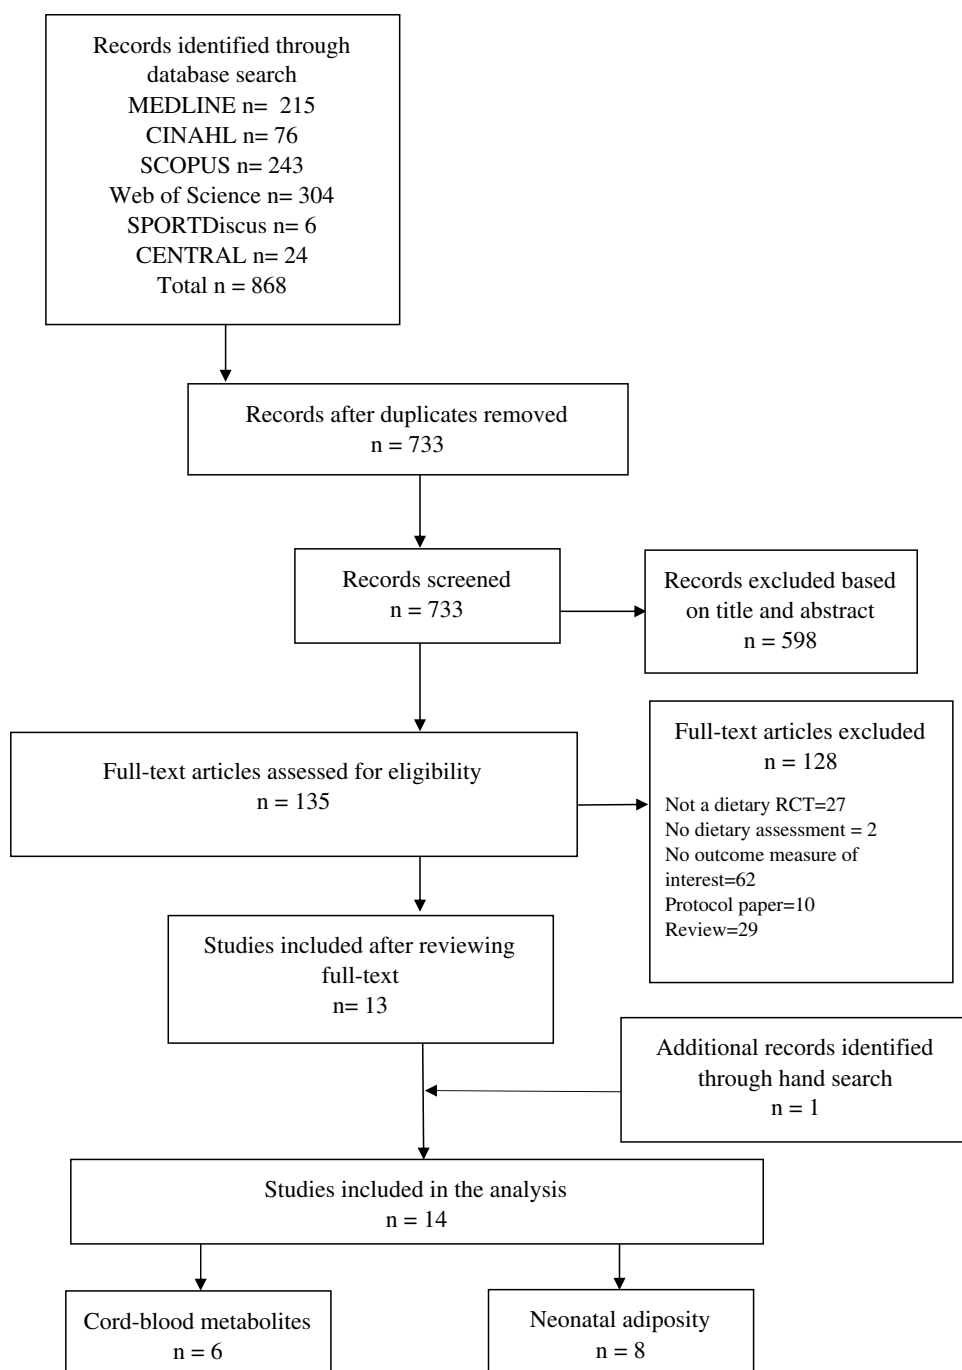 Records identified through
database search
MEDLINE n=  215
CINAHL n= 76
SCOPUS n= 243
Web of Science n= 304
SPORTDiscus n= 6
CENTRAL n= 24
Total n = 868
Records after duplicates removed
n = 733
Records screened
n = 733
Records excluded based
on title and abstract
n = 598
Full-text articles assessed for eligibility
n = 135
Full-text articles excluded
n = 128
Not a dietary RCT=27
No dietary assessment = 2
No outcome measure of
interest=62
Protocol paper=10
Review=29
Studies included after reviewing
full-text
n= 13
Additional records identified
through hand search
n = 1
Studies included in the analysis
n = 14
Cord-blood metabolites
n = 6
Neonatal adiposity
n = 8